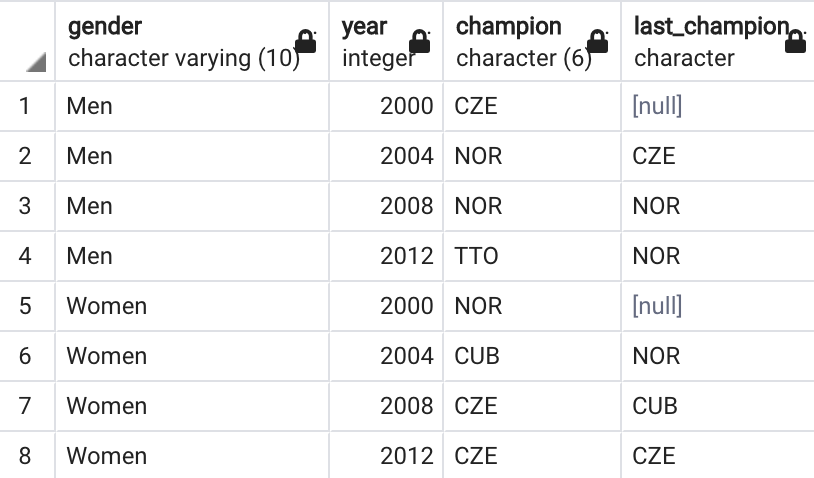 gender year champion last_champion
character varying (10) integer character (6) character
1 Men 2000 CZE [null]
2 Men 2004 NOR CZE
3 Men 2008 NOR NOR
4 Men 2012 TTO NOR
5 Women 2000 NOR [null]
6 Women 2004 CUB NOR
7 Women 2008 CZE CUB
8 Women 2012 CZE CZE